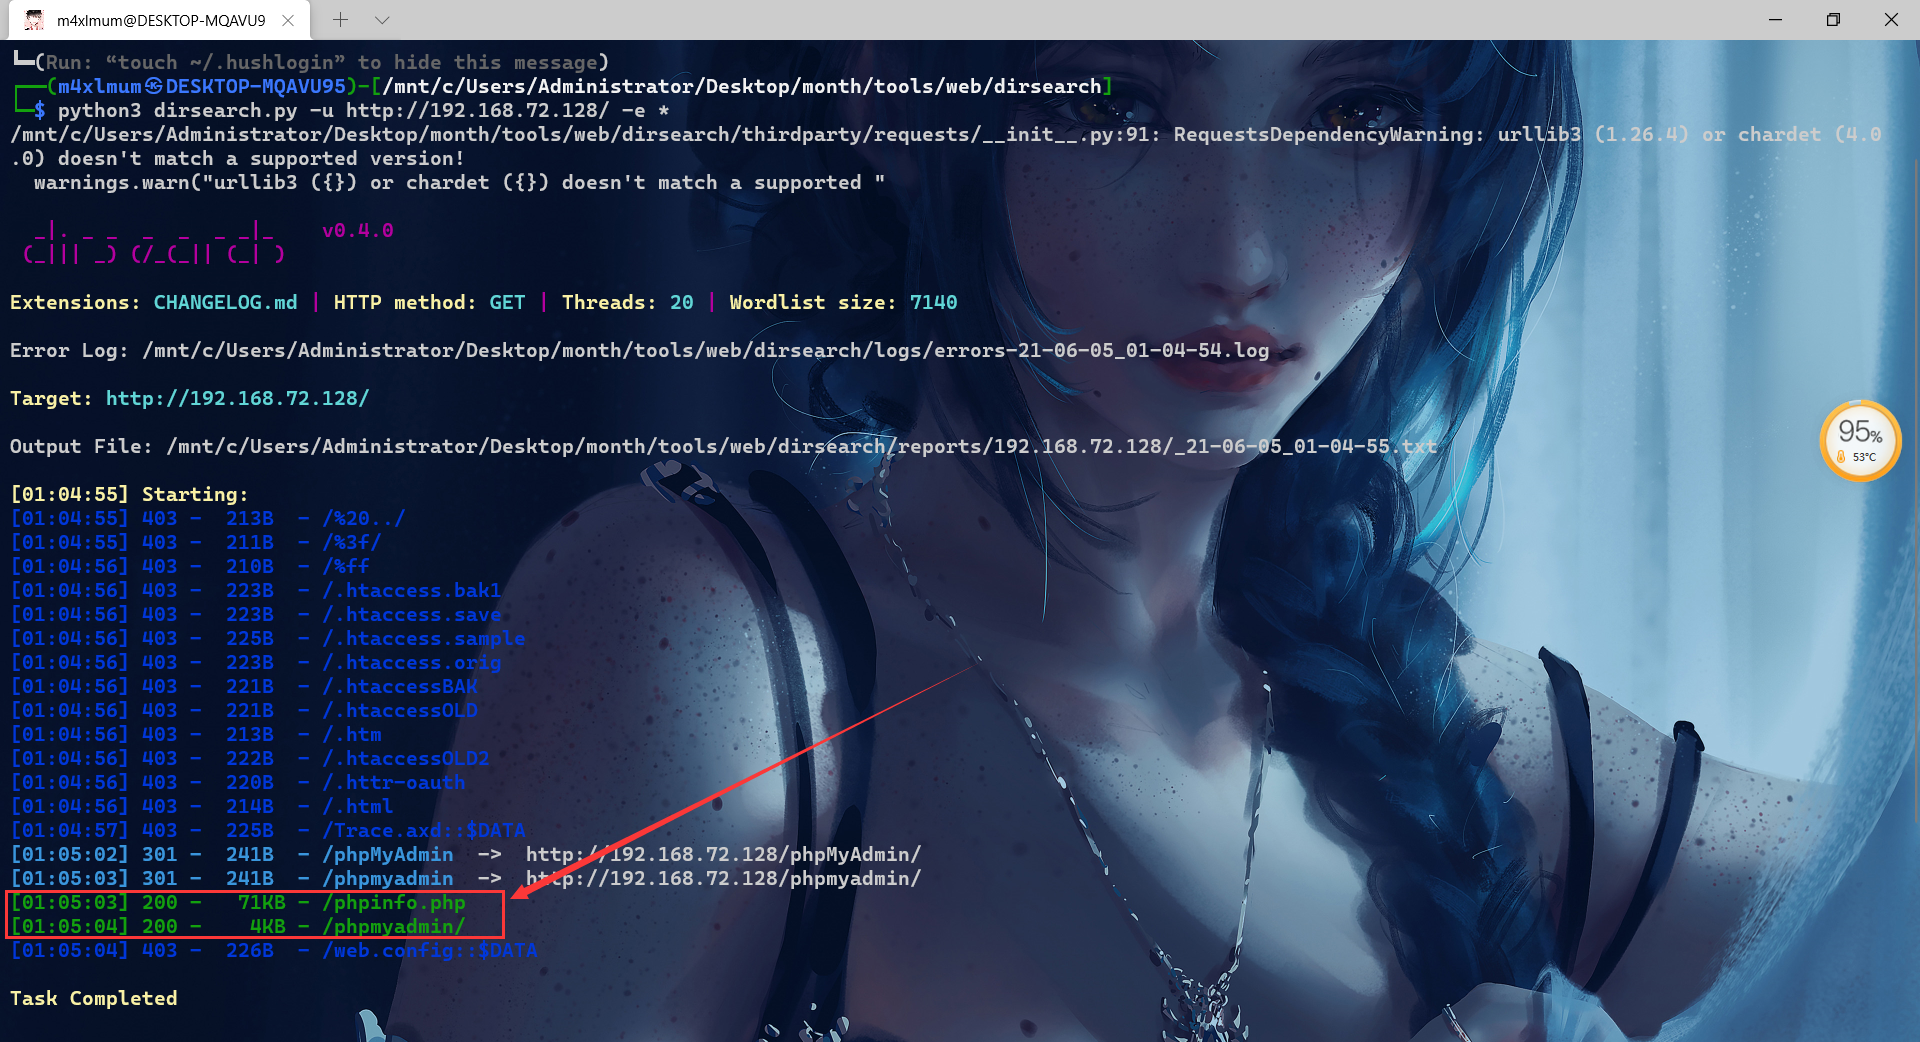 m4xlmum@DESKTOP-MQAVU9
(Run: “touch ~/.hushlogin” to hide this message)
(m4xlmum㉿DESKTOP-MQAVU95)-[/mnt/c/Users/Administrator/Desktop/month/tools/web/dirsearch]
$ python3 dirsearch.py -u http://192.168.72.128/ -e *
/mnt/c/Users/Administrator/Desktop/month/tools/web/dirsearch/thirdparty/requests/__init__.py:91: RequestsDependencyWarning: urllib3 (1.26.4) or chardet (4.0
.0) doesn't match a supported version!
warnings.warn("urllib3 ({}) or chardet ({}) doesn't match a supported "
v0.4.0
Extensions: CHANGELOG.md | HTTP method: GET | Threads: 20 | Wordlist size: 7140
Error Log: /mnt/c/Users/Administrator/Desktop/month/tools/web/dirsearch/logs/errors-21-06-05_01-04-54.log
Target: http://192.168.72.128/
Output File: /mnt/c/Users/Administrator/Desktop/month/tools/web/dirsearch/reports/192.168.72.128/_21-06-05_01-04-55.txt
95%
53°C
[01:04:55] Starting:
[01:04:55] 403 -  213B  - /%20../
[01:04:55] 403 -  211B  - /%3f/
[01:04:56] 403 -  210B  - /%ff
[01:04:56] 403 -  223B  - /.htaccess.bak1
[01:04:56] 403 -  223B  - /.htaccess.save
[01:04:56] 403 -  225B  - /.htaccess.sample
[01:04:56] 403 -  223B  - /.htaccess.orig
[01:04:56] 403 -  221B  - /.htaccessBAK
[01:04:56] 403 -  221B  - /.htaccessOLD
[01:04:56] 403 -  213B  - /.htm
[01:04:56] 403 -  222B  - /.htaccessOLD2
[01:04:56] 403 -  220B  - /.httr-oauth
[01:04:56] 403 -  214B  - /.html
[01:04:57] 403 -  225B  - /Trace.axd::$DATA
[01:05:02] 301 -  241B  - /phpMyAdmin  ->  http://192.168.72.128/phpMyAdmin/
[01:05:03] 301 -  241B  - /phpmyadmin  ->  http://192.168.72.128/phpmyadmin/
[01:05:03] 200 -   71KB - /phpinfo.php
[01:05:04] 200 -    4KB - /phpmyadmin/
[01:05:04] 403 -  226B  - /web.config::$DATA
Task Completed